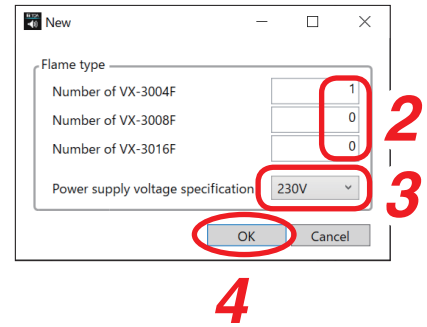 New
Flame type
Number of VX-3004F 1
Number of VX-3008F 0
Number of VX-3016F 0
2
Power supply voltage specification 230V
3
OK Cancel
4